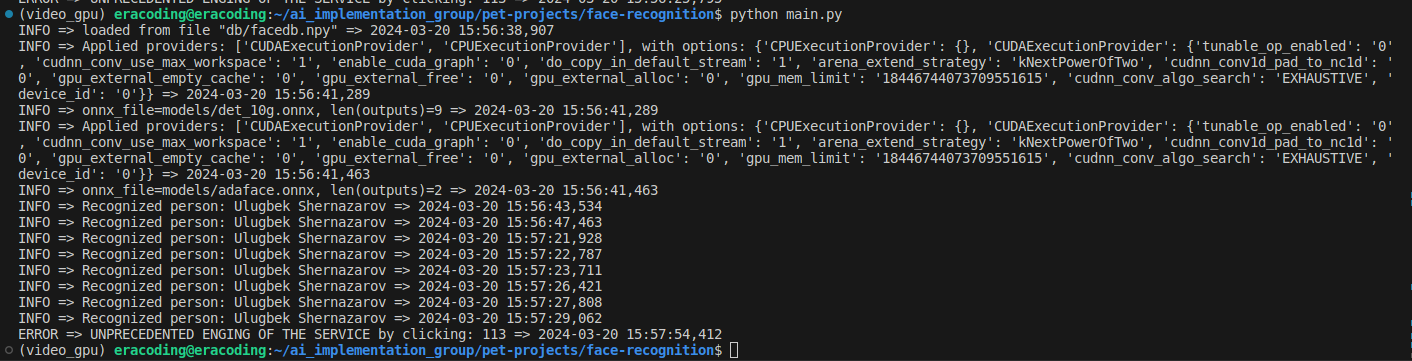 ERROR => UNPRECEDENTED ENGING OF THE SERVICE by clicking: 113 => 2024-03-20 15:56:23,793
(video_gpu) eracoding@eracoding:~/ai_implementation_group/pet-projects/face-recognition$ python main.py
INFO => loaded from file "db/facedb.npy" => 2024-03-20 15:56:38,907
INFO => Applied providers: ['CUDAExecutionProvider', 'CPUExecutionProvider'], with options: {'CPUExecutionProvider': {}, 'CUDAExecutionProvider': {'tunable_op_enabled': '0'
, 'cudnn_conv_use_max_workspace': '1', 'enable_cuda_graph': '0', 'do_copy_in_default_stream': '1', 'arena_extend_strategy': 'kNextPowerOfTwo', 'cudnn_conv1d_pad_to_nc1d': '
0', 'gpu_external_empty_cache': '0', 'gpu_external_free': '0', 'gpu_external_alloc': '0', 'gpu_mem_limit': '18446744073709551615', 'cudnn_conv_algo_search': 'EXHAUSTIVE', '
device_id': '0'}} => 2024-03-20 15:56:41,289
INFO => onnx_file=models/det_10g.onnx, len(outputs)=9 => 2024-03-20 15:56:41,289
INFO => Applied providers: ['CUDAExecutionProvider', 'CPUExecutionProvider'], with options: {'CPUExecutionProvider': {}, 'CUDAExecutionProvider': {'tunable_op_enabled': '0'
, 'cudnn_conv_use_max_workspace': '1', 'enable_cuda_graph': '0', 'do_copy_in_default_stream': '1', 'arena_extend_strategy': 'kNextPowerOfTwo', 'cudnn_conv1d_pad_to_nc1d': '
0', 'gpu_external_empty_cache': '0', 'gpu_external_free': '0', 'gpu_external_alloc': '0', 'gpu_mem_limit': '18446744073709551615', 'cudnn_conv_algo_search': 'EXHAUSTIVE', '
device_id': '0'}} => 2024-03-20 15:56:41,463
INFO => onnx_file=models/adaface.onnx, len(outputs)=2 => 2024-03-20 15:56:41,463
INFO => Recognized person: Ulugbek Shernazarov => 2024-03-20 15:56:43,534
INFO => Recognized person: Ulugbek Shernazarov => 2024-03-20 15:56:47,463
INFO => Recognized person: Ulugbek Shernazarov => 2024-03-20 15:57:21,928
INFO => Recognized person: Ulugbek Shernazarov => 2024-03-20 15:57:22,787
INFO => Recognized person: Ulugbek Shernazarov => 2024-03-20 15:57:23,711
INFO => Recognized person: Ulugbek Shernazarov => 2024-03-20 15:57:26,421
INFO => Recognized person: Ulugbek Shernazarov => 2024-03-20 15:57:27,808
INFO => Recognized person: Ulugbek Shernazarov => 2024-03-20 15:57:29,062
ERROR => UNPRECEDENTED ENGING OF THE SERVICE by clicking: 113 => 2024-03-20 15:57:54,412
(video_gpu) eracoding@eracoding:~/ai_implementation_group/pet-projects/face-recognition$